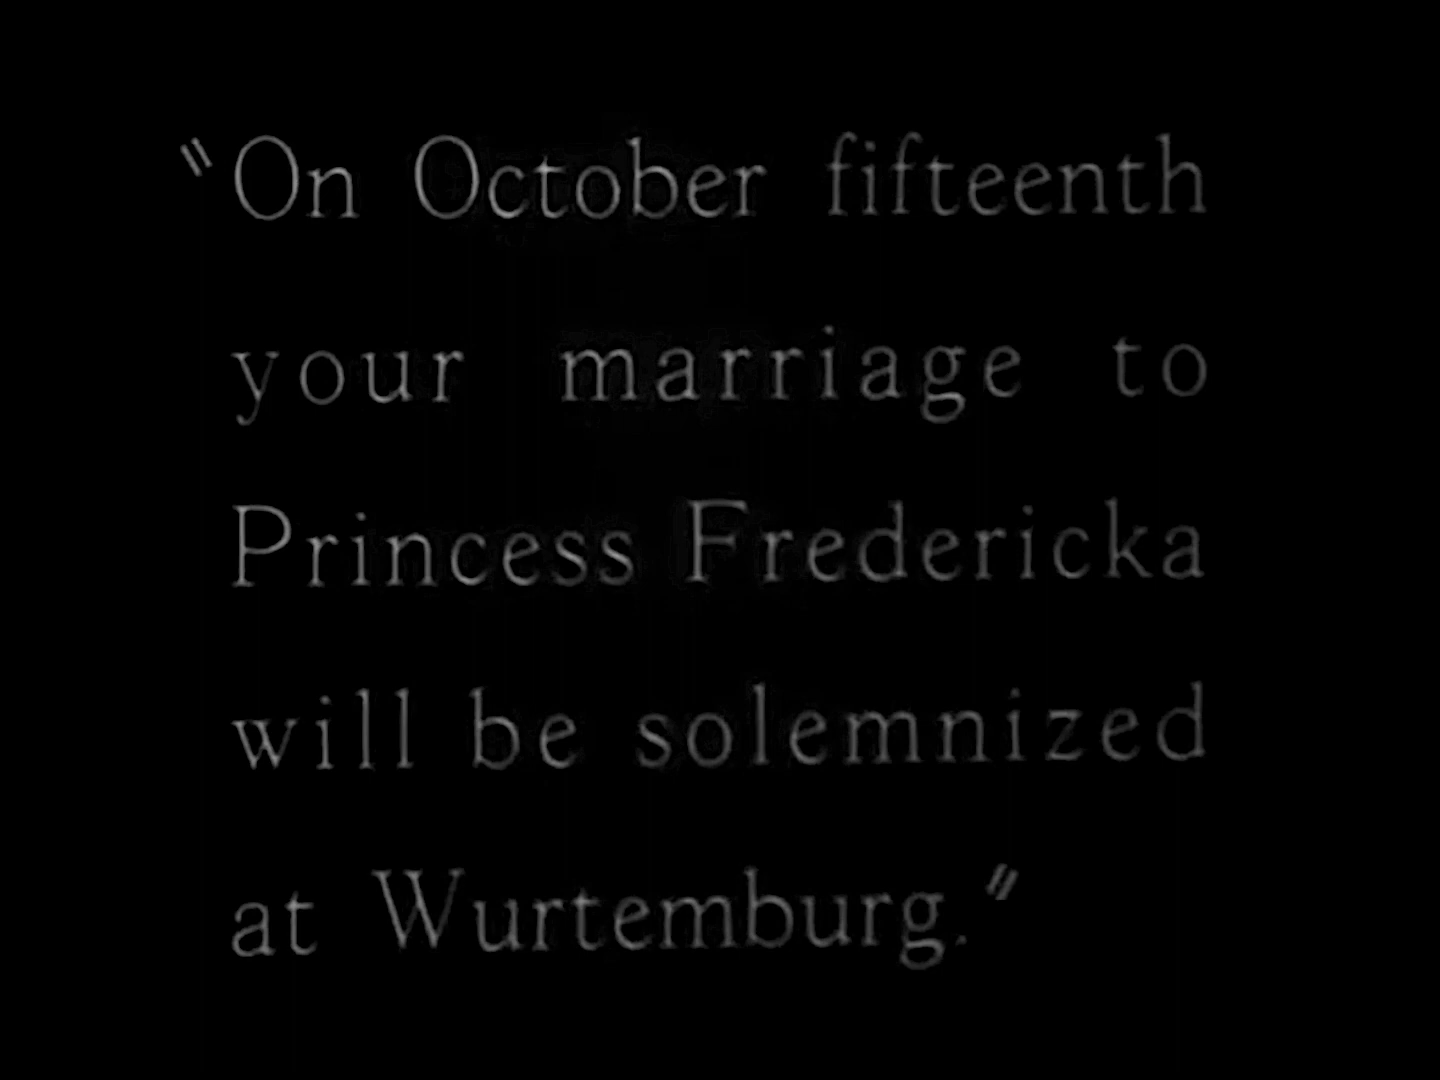 "On October fifteenth
your marriage to
Princess Fredericka
will be solemnized
at Wurtemburg."